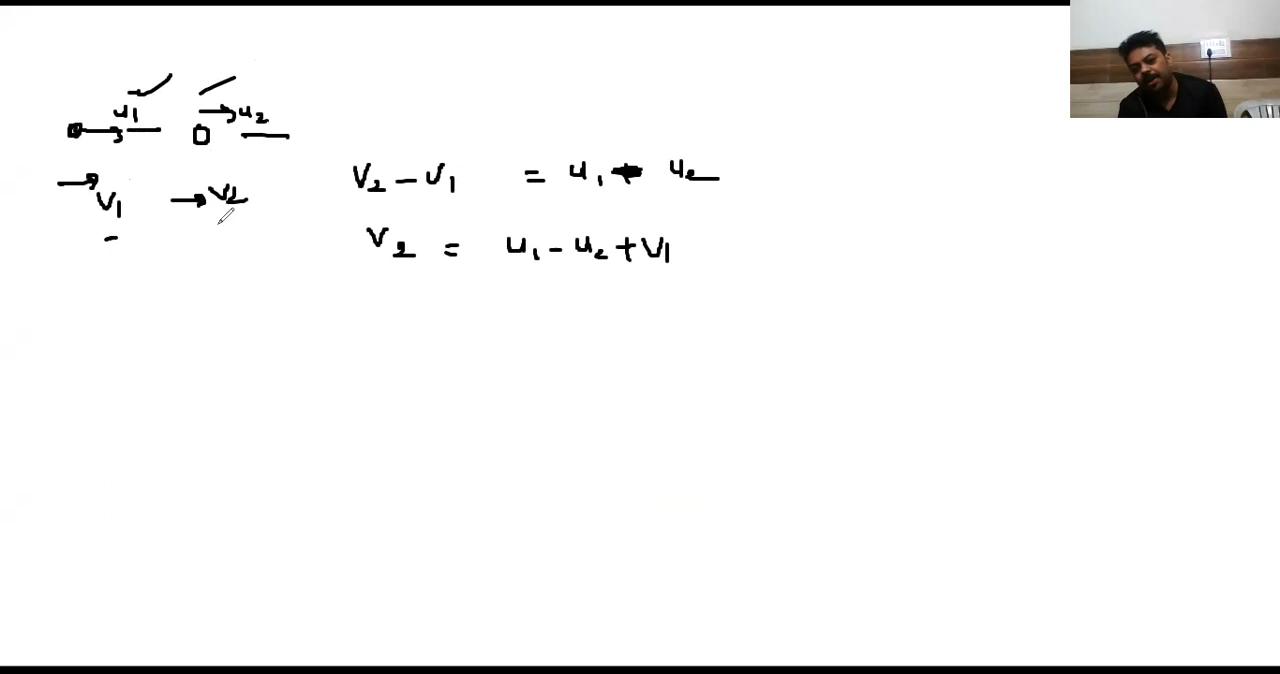 u1 u2
V1 V2
V2 - V1 = u1 - u2
V2 = u1 - u2 + V1